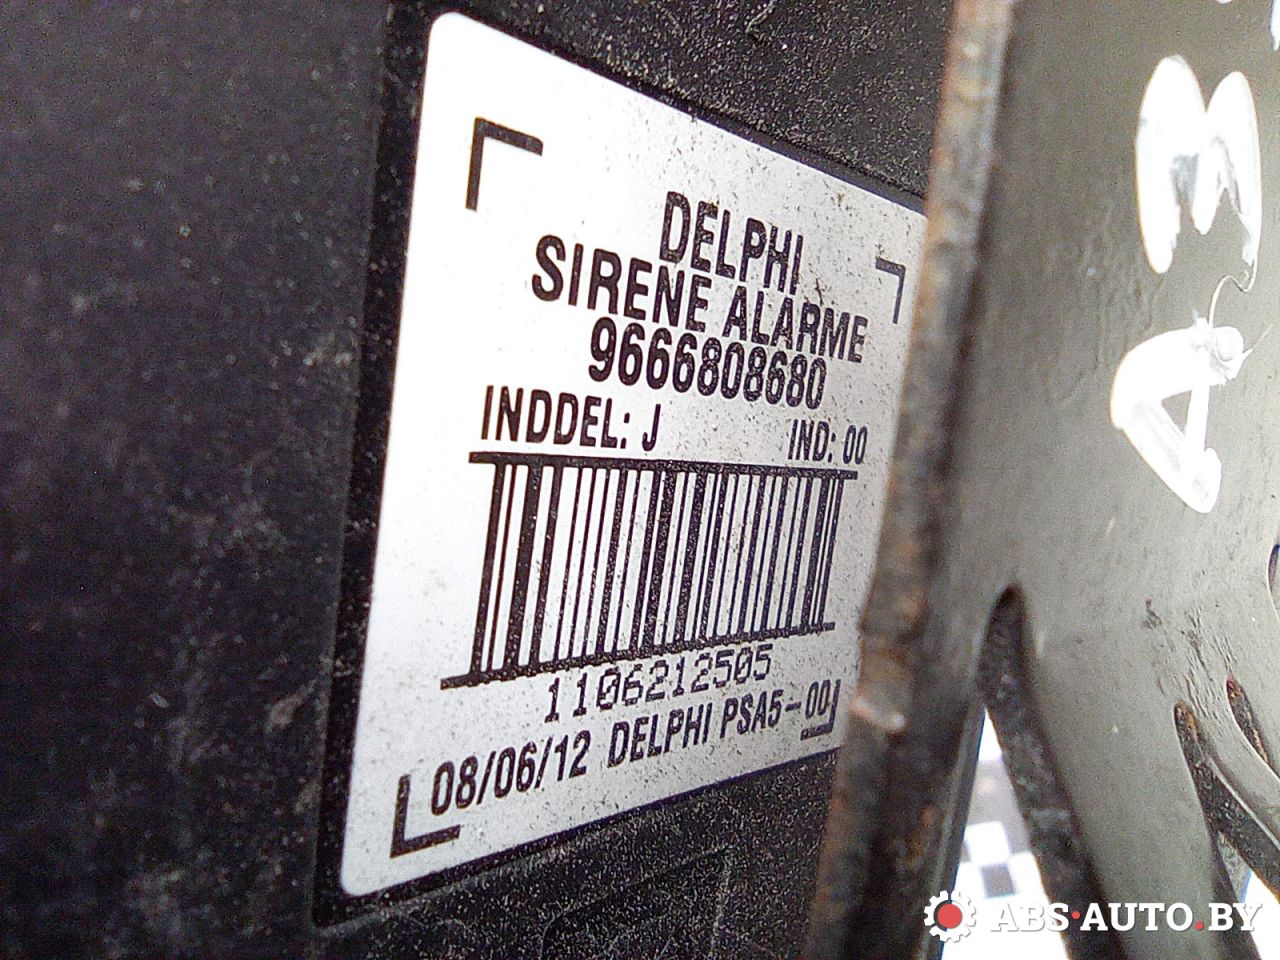 DELPHI
SIRENE ALARME
9666808680
INDDEL: J IND: 00
1106212505
08/06/12 DELPHI PSA5-00
ABS·AUTO.BY